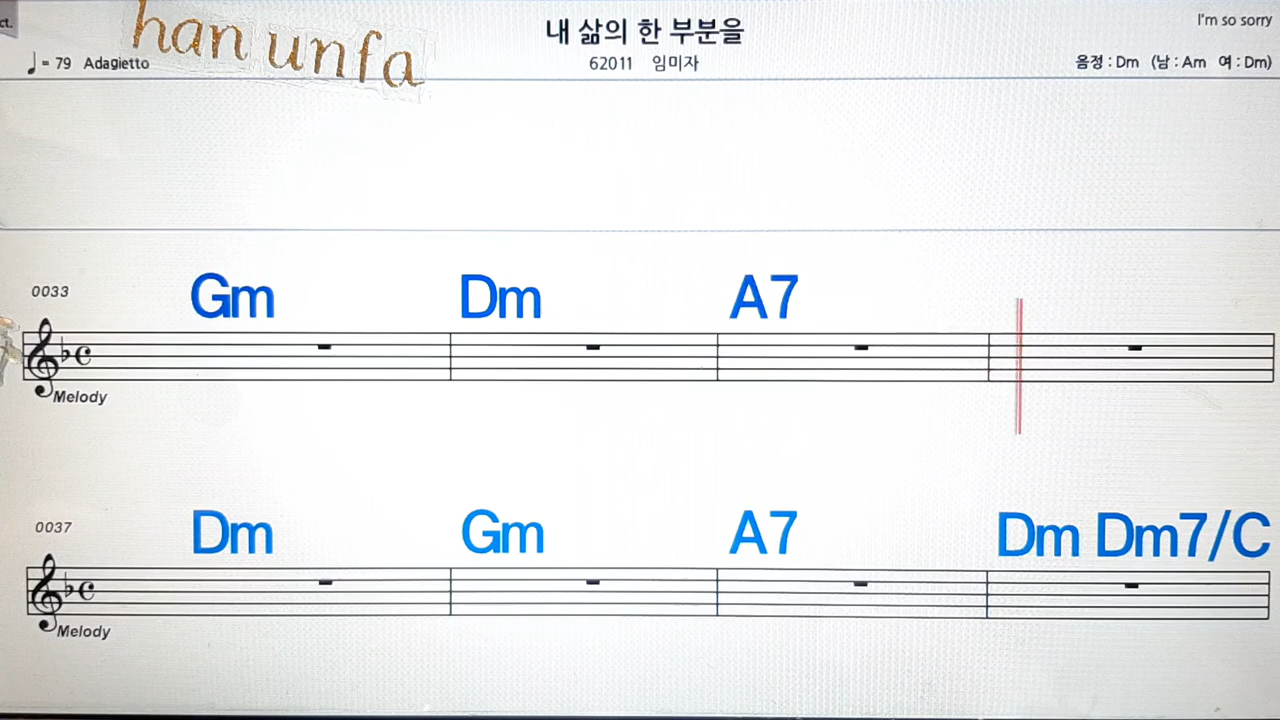 ct.
han unfa
내 삶의 한 부분을
I'm so sorry
♩= 79 Adagietto
62011 임미자
음정 : Dm (남 : Am 여 : Dm)
0033
Gm Dm A7
Melody
0037
Dm Gm A7 Dm Dm7/C
Melody